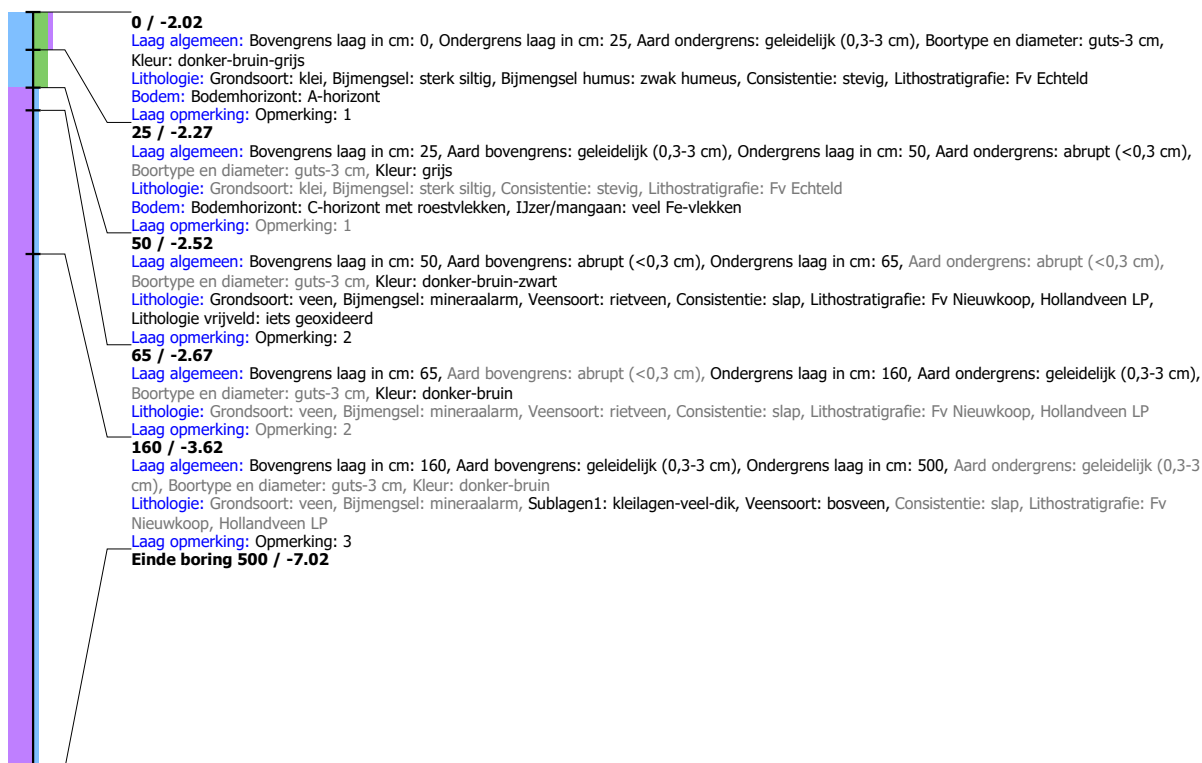 0 / -2.02
Laag algemeen: Bovengrens laag in cm: 0, Ondergrens laag in cm: 25, Aard ondergrens: geleidelijk (0,3-3 cm), Boortype en diameter: guts-3 cm,
Kleur: donker-bruin-grijs
Lithologie: Grondsoort: klei, Bijmengsel: sterk siltig, Bijmengsel humus: zwak humeus, Consistentie: stevig, Lithostratigrafie: Fv Echteld
Bodem: Bodemhorizont: A-horizont
Laag opmerking: Opmerking: 1
25 / -2.27
Laag algemeen: Bovengrens laag in cm: 25, Aard bovengrens: geleidelijk (0,3-3 cm), Ondergrens laag in cm: 50, Aard ondergrens: abrupt (<0,3 cm),
Boortype en diameter: guts-3 cm, Kleur: grijs
Lithologie: Grondsoort: klei, Bijmengsel: sterk siltig, Consistentie: stevig, Lithostratigrafie: Fv Echteld
Bodem: Bodemhorizont: C-horizont met roestvlekken, IJzer/mangaan: veel Fe-vlekken
Laag opmerking: Opmerking: 1
50 / -2.52
Laag algemeen: Bovengrens laag in cm: 50, Aard bovengrens: abrupt (<0,3 cm), Ondergrens laag in cm: 65, Aard ondergrens: abrupt (<0,3 cm),
Boortype en diameter: guts-3 cm, Kleur: donker-bruin-zwart
Lithologie: Grondsoort: veen, Bijmengsel: mineraalarm, Veensoort: rietveen, Consistentie: slap, Lithostratigrafie: Fv Nieuwkoop, Hollandveen LP,
Lithologie vrijveld: iets geoxideerd
Laag opmerking: Opmerking: 2
65 / -2.67
Laag algemeen: Bovengrens laag in cm: 65, Aard bovengrens: abrupt (<0,3 cm), Ondergrens laag in cm: 160, Aard ondergrens: geleidelijk (0,3-3 cm),
Boortype en diameter: guts-3 cm, Kleur: donker-bruin
Lithologie: Grondsoort: veen, Bijmengsel: mineraalarm, Veensoort: rietveen, Consistentie: slap, Lithostratigrafie: Fv Nieuwkoop, Hollandveen LP
Laag opmerking: Opmerking: 2
160 / -3.62
Laag algemeen: Bovengrens laag in cm: 160, Aard bovengrens: geleidelijk (0,3-3 cm), Ondergrens laag in cm: 500, Aard ondergrens: geleidelijk (0,3-3
cm), Boortype en diameter: guts-3 cm, Kleur: donker-bruin
Lithologie: Grondsoort: veen, Bijmengsel: mineraalarm, Sublagen1: kleilagen-veel-dik, Veensoort: bosveen, Consistentie: slap, Lithostratigrafie: Fv
Nieuwkoop, Hollandveen LP
Laag opmerking: Opmerking: 3
Einde boring 500 / -7.02